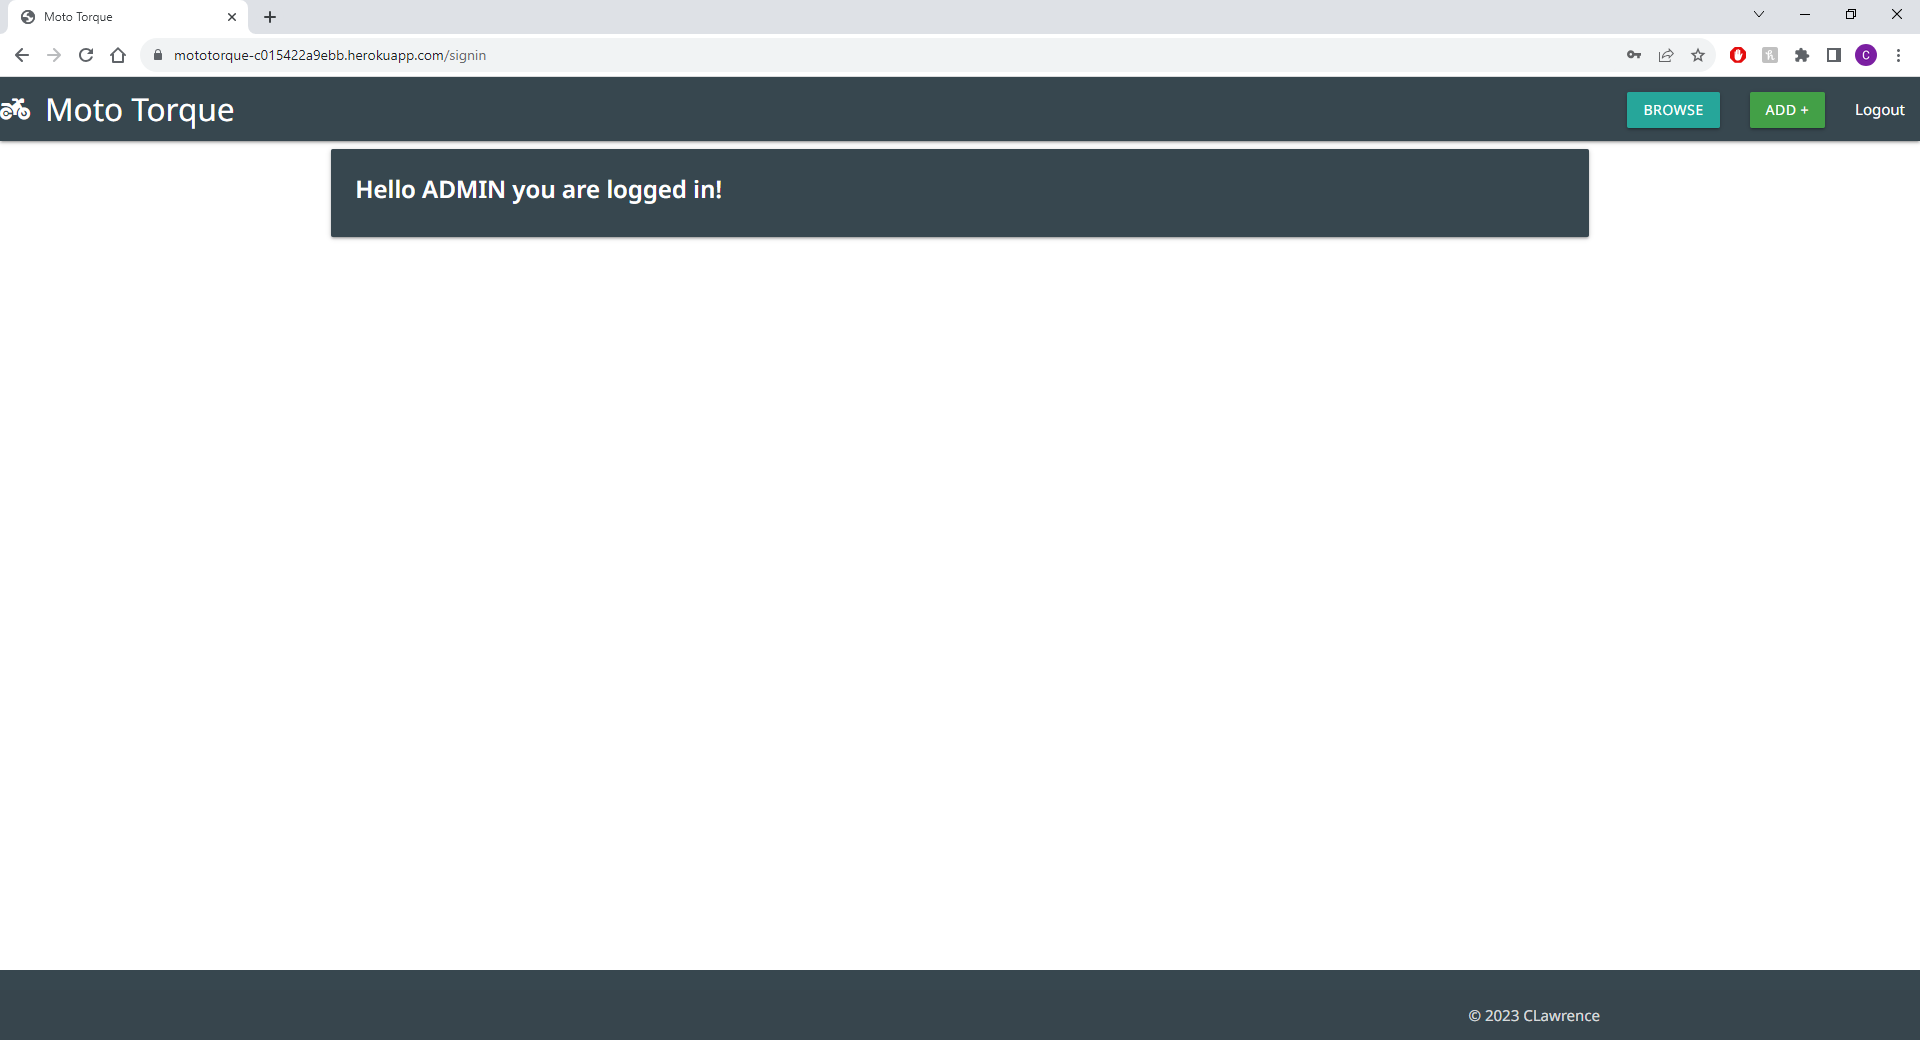 Moto Torque
mototorque-c015422a9ebb.herokuapp.com/signin
C
Moto Torque
BROWSE
ADD +
Logout
Hello ADMIN you are logged in!
© 2023 CLawrence